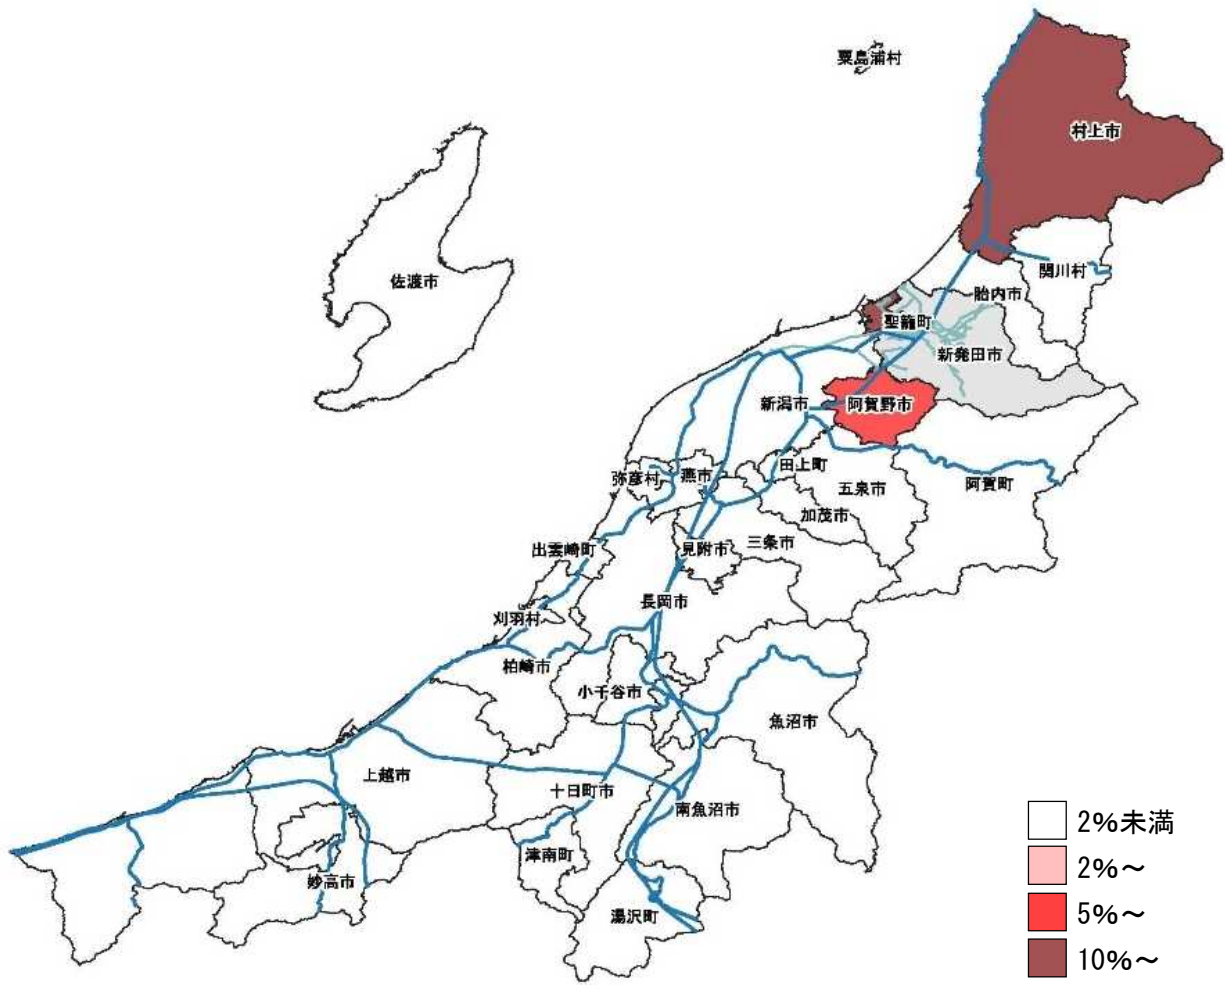 粟島浦村
村上市
佐渡市
関川村
胎内市
聖籠町
新発田市
新潟市
阿賀野市
弥彦村
燕市
田上町
五泉市
阿賀町
加茂市
出雲崎町
見附市
三条市
長岡市
刈羽村
柏崎市
小千谷市
魚沼市
上越市
十日町市
南魚沼市
津南町
妙高市
湯沢町
2%未満
2%～
5%～
10%～